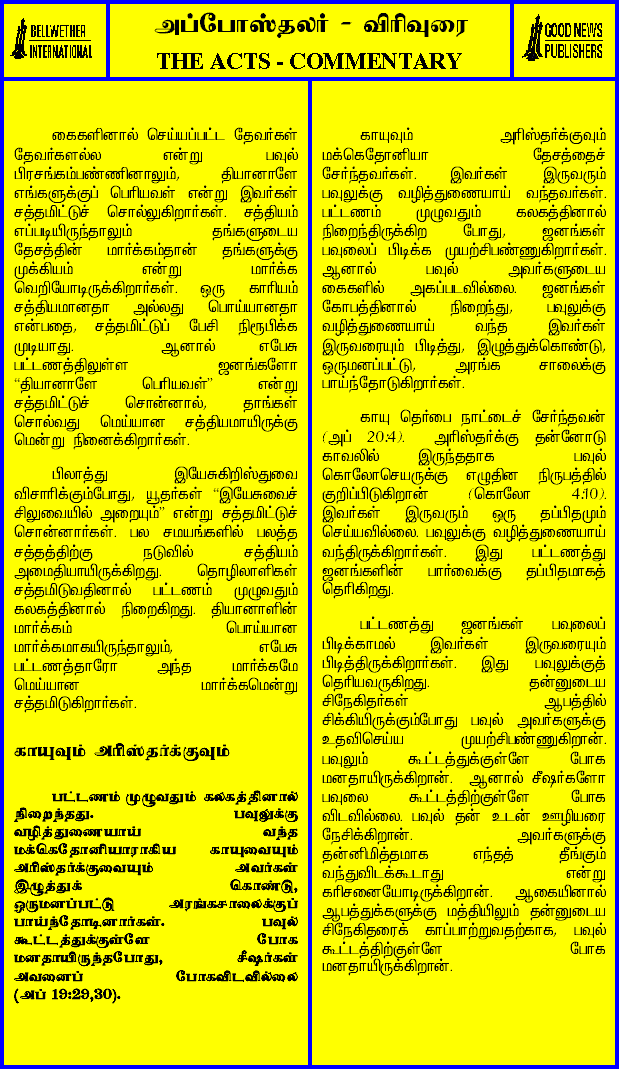 BELLWETHER
INTERNATIONAL
அப்போஸ்தலர் - விரிவுரை
THE ACTS - COMMENTARY
GOOD NEWS
PUBLISHERS
கைகளினால் செய்யப்பட்ட தேவர்கள்
தேவர்களல்ல என்று பவுல்
பிரசங்கம்பண்ணினாலும், தியானாளே
எங்களுக்குப் பெரியவள் என்று இவர்கள்
சத்தமிட்டுச் சொல்லுகிறார்கள். சத்தியம்
எப்படியிருந்தாலும் தங்களுடைய
தேசத்தின் மார்க்கம்தான் தங்களுக்கு
முக்கியம் என்று மார்க்க
வெறியோடிருக்கிறார்கள். ஒரு காரியம்
சத்தியமானதா அல்லது பொய்யானதா
என்பதை, சத்தமிட்டுப் பேசி நிரூபிக்க
முடியாது. ஆனால் எபேசு
பட்டணத்திலுள்ள ஜனங்களோ
“தியானாளே பெரியவள்” என்று
சத்தமிட்டுச் சொன்னால், தாங்கள்
சொல்வது மெய்யான சத்தியமாயிருக்கு
மென்று நினைக்கிறார்கள்.
பிலாத்து இயேசுகிறிஸ்துவை
விசாரிக்கும்போது, யூதர்கள் “இயேசுவைச்
சிலுவையில் அறையும்” என்று சத்தமிட்டுச்
சொன்னார்கள். பல சமயங்களில் பலத்த
சத்தத்திற்கு நடுவில் சத்தியம்
அமைதியாயிருக்கிறது. தொழிலாளிகள்
சத்தமிடுவதினால் பட்டணம் முழுவதும்
கலகத்தினால் நிறைகிறது. தியானாளின்
மார்க்கம் பொய்யான
மார்க்கமாகயிருந்தாலும், எபேசு
பட்டணத்தாரோ அந்த மார்க்கமே
மெய்யான மார்க்கமென்று
சத்தமிடுகிறார்கள்.
காயுவும் அரிஸ்தர்க்குவும்
பட்டணம் முழுவதும் கலகத்தினால்
நிறைந்தது. பவுலுக்கு
வழித்துணையாய் வந்த
மக்கெதோனியாராகிய காயுவையும்
அரிஸ்தர்க்குவையும் அவர்கள்
இழுத்துக் கொண்டு,
ஒருமனப்பட்டு அரங்கசாலைக்குப்
பாய்ந்தோடினார்கள். பவுல்
கூட்டத்துக்குள்ளே போக
மனதாயிருந்தபோது, சீஷர்கள்
அவனைப் போகவிடவில்லை
(அப் 19:29,30).
காயுவும் அரிஸ்தர்க்குவும்
மக்கெதோனியா தேசத்தைச்
சேர்ந்தவர்கள். இவர்கள் இருவரும்
பவுலுக்கு வழித்துணையாய் வந்தவர்கள்.
பட்டணம் முழுவதும் கலகத்தினால்
நிறைந்திருக்கிற போது, ஜனங்கள்
பவுலைப் பிடிக்க முயற்சிபண்ணுகிறார்கள்.
ஆனால் பவுல் அவர்களுடைய
கைகளில் அகப்படவில்லை. ஜனங்கள்
கோபத்தினால் நிறைந்து, பவுலுக்கு
வழித்துணையாய் வந்த இவர்கள்
இருவரையும் பிடித்து, இழுத்துக்கொண்டு,
ஒருமனப்பட்டு, அரங்க சாலைக்கு
பாய்ந்தோடுகிறார்கள்.
காயு தெர்பை நாட்டைச் சேர்ந்தவன்
(அப் 20:4). அரிஸ்தர்க்கு தன்னோடு
காவலில் இருந்ததாக பவுல்
கொலோசெயருக்கு எழுதின நிருபத்தில்
குறிப்பிடுகிறான் (கொலோ 4:10).
இவர்கள் இருவரும் ஒரு தப்பிதமும்
செய்யவில்லை. பவுலுக்கு வழித்துணையாய்
வந்திருக்கிறார்கள். இது பட்டணத்து
ஜனங்களின் பார்வைக்கு தப்பிதமாகத்
தெரிகிறது.
பட்டணத்து ஜனங்கள் பவுலைப்
பிடிக்காமல் இவர்கள் இருவரையும்
பிடித்திருக்கிறார்கள். இது பவுலுக்குத்
தெரியவருகிறது. தன்னுடைய
சிநேகிதர்கள் ஆபத்தில்
சிக்கியிருக்கும்போது பவுல் அவர்களுக்கு
உதவிசெய்ய முயற்சிபண்ணுகிறான்.
பவுலும் கூட்டத்துக்குள்ளே போக
மனதாயிருக்கிறான். ஆனால் சீஷர்களோ
பவுலை கூட்டத்திற்குள்ளே போக
விடவில்லை. பவுல் தன் உடன் ஊழியரை
நேசிக்கிறான். அவர்களுக்கு
தன்னிமித்தமாக எந்தத் தீங்கும்
வந்துவிடக்கூடாது என்று
கரிசனையோடிருக்கிறான். ஆகையினால்
ஆபத்துக்களுக்கு மத்தியிலும் தன்னுடைய
சிநேகிதரைக் காப்பாற்றுவதற்காக, பவுல்
கூட்டத்திற்குள்ளே போக
மனதாயிருக்கிறான்.